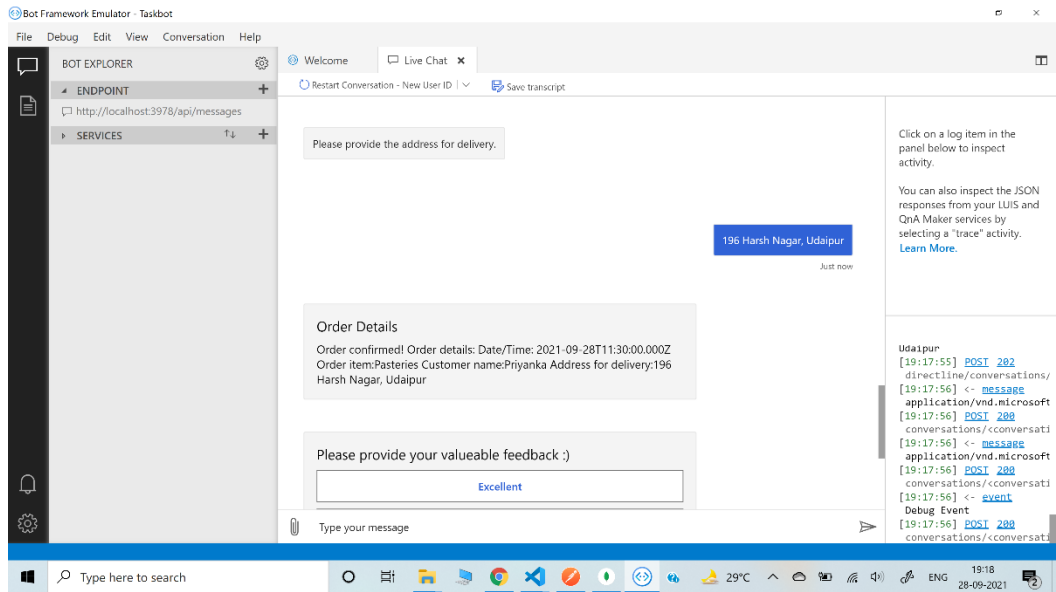 Bot Framework Emulator - Taskbot
File Debug Edit View Conversation Help
BOT EXPLORER
ENDPOINT
http://localhost:3978/api/messages
SERVICES
Welcome
Live Chat
Restart Conversation - New User ID
Save transcript
Please provide the address for delivery.
196 Harsh Nagar, Udaipur
Just now
Order Details
Order confirmed! Order details: Date/Time: 2021-09-28T11:30:00.000Z
Order item:Pasteries Customer name:Priyanka Address for delivery:196
Harsh Nagar, Udaipur
Please provide your valueable feedback :)
Excellent
Type your message
Click on a log item in the
panel below to inspect
activity.
You can also inspect the JSON
responses from your LUIS and
QnA Maker services by
selecting a "trace" activity.
Learn More.
Udaipur
[19:17:55] POST 202
directline/conversations/
[19:17:56] <- message
application/vnd.microsoft
[19:17:56] POST 200
conversations/<conversati
[19:17:56] <- message
application/vnd.microsoft
[19:17:56] POST 200
conversations/<conversati
[19:17:56] <- event
Debug Event
[19:17:56] POST 200
conversations/<conversati
Type here to search
29°C
ENG
19:18
28-09-2021
2